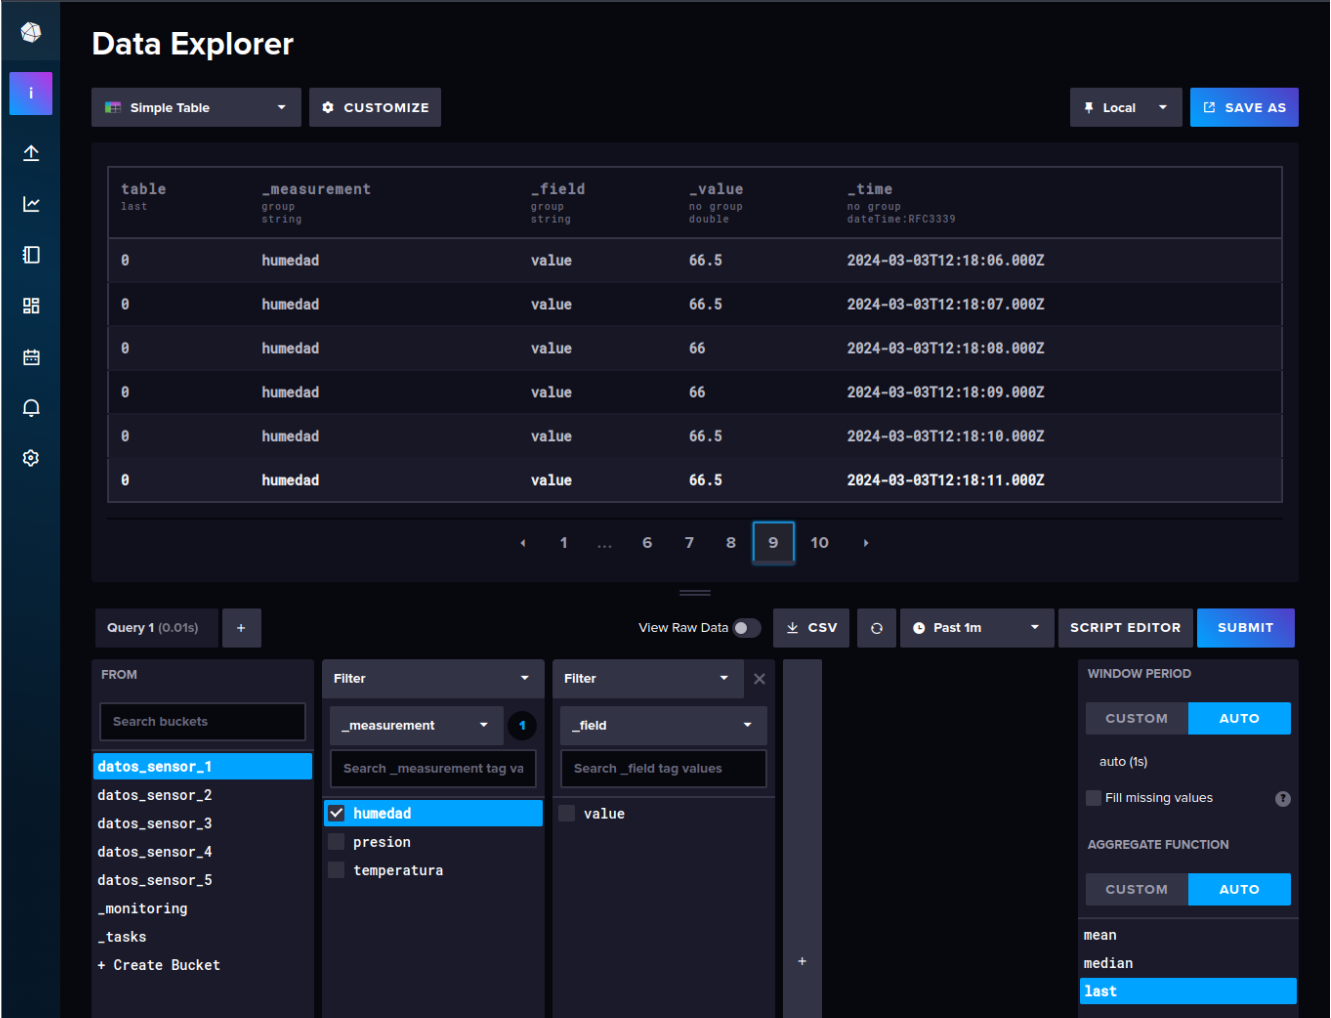 Data Explorer
Simple Table
CUSTOMIZE
Local
SAVE AS
i
table _measurement _field _value _time
last group group no group no group
string string double dateTime:RFC3339
0 humedad value 66.5 2024-03-03T12:18:06.000Z
0 humedad value 66.5 2024-03-03T12:18:07.000Z
0 humedad value 66 2024-03-03T12:18:08.000Z
0 humedad value 66 2024-03-03T12:18:09.000Z
0 humedad value 66.5 2024-03-03T12:18:10.000Z
0 humedad value 66.5 2024-03-03T12:18:11.000Z
1 ... 6 7 8 9 10
Query 1 (0.01s) +
View Raw Data
CSV
Past 1m
SCRIPT EDITOR
SUBMIT
FROM
Search buckets
datos_sensor_1
datos_sensor_2
datos_sensor_3
datos_sensor_4
datos_sensor_5
_monitoring
_tasks
+ Create Bucket
Filter
_measurement 1
Search _measurement tag va
humedad
presion
temperatura
Filter
_field
Search _field tag values
value
+
WINDOW PERIOD
CUSTOM AUTO
auto (1s)
Fill missing values ?
AGGREGATE FUNCTION
CUSTOM AUTO
mean
median
last